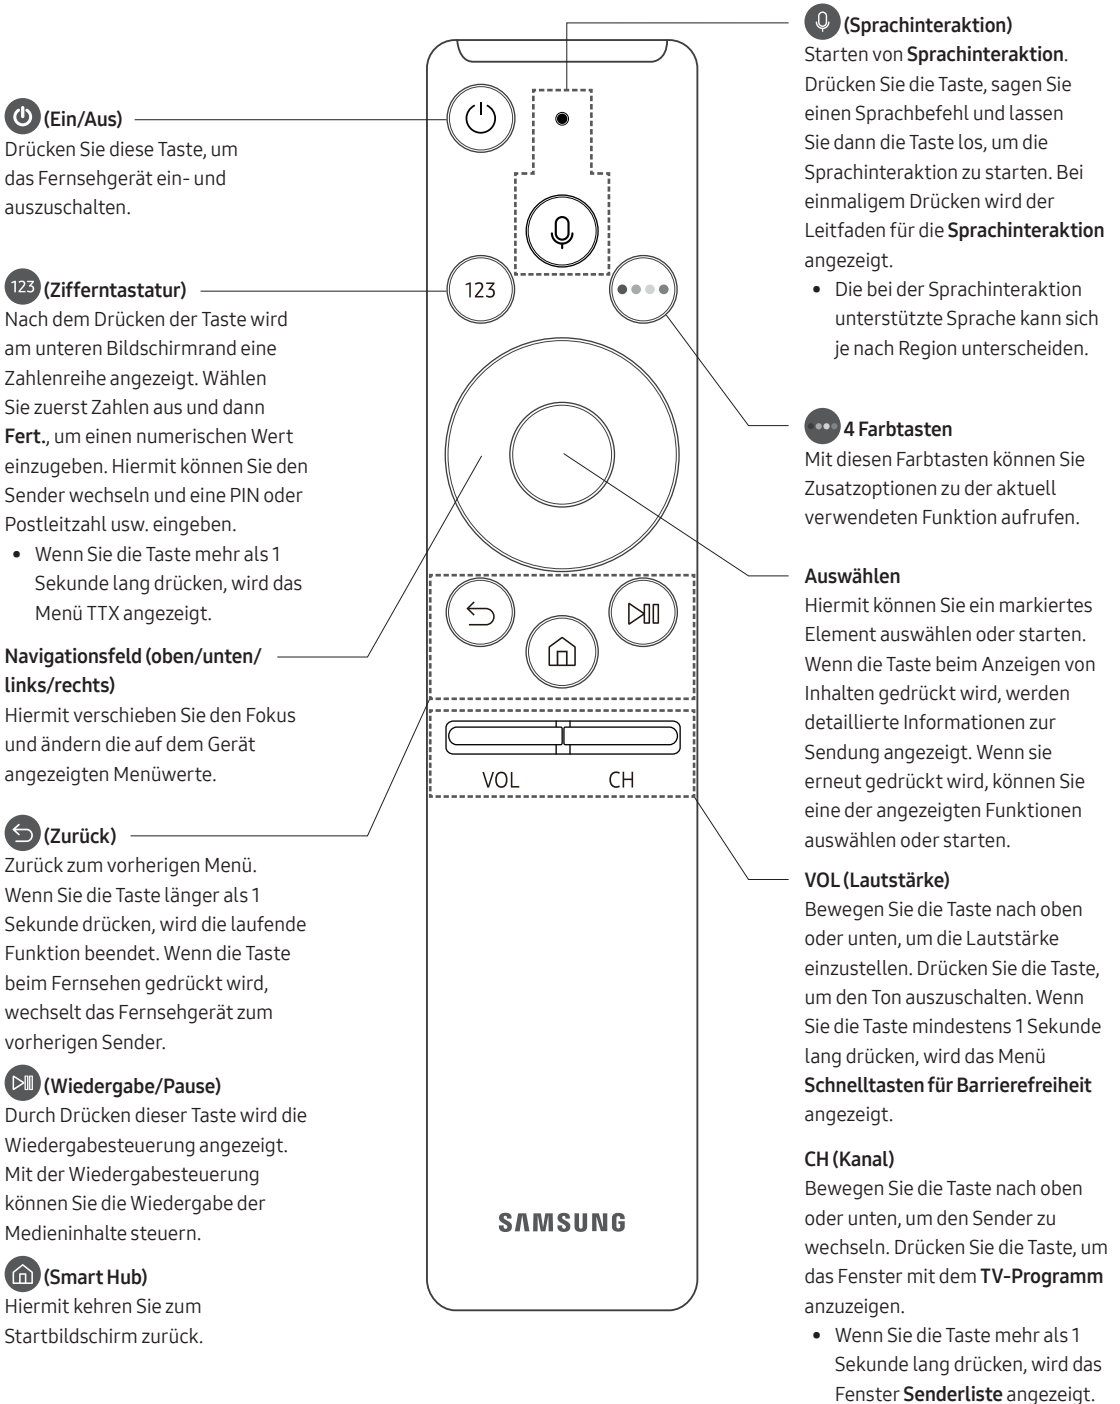 (Ein/Aus)
Drücken Sie diese Taste, um
das Fernsehgerät ein- und
auszuschalten.
123 (Zifferntastatur)
Nach dem Drücken der Taste wird
am unteren Bildschirmrand eine
Zahlenreihe angezeigt. Wählen
Sie zuerst Zahlen aus und dann
Fert., um einen numerischen Wert
einzugeben. Hiermit können Sie den
Sender wechseln und eine PIN oder
Postleitzahl usw. eingeben.
• Wenn Sie die Taste mehr als 1
Sekunde lang drücken, wird das
Menü TTX angezeigt.
Navigationsfeld (oben/unten/
links/rechts)
Hiermit verschieben Sie den Fokus
und ändern die auf dem Gerät
angezeigten Menüwerte.
(Zurück)
Zurück zum vorherigen Menü.
Wenn Sie die Taste länger als 1
Sekunde drücken, wird die laufende
Funktion beendet. Wenn die Taste
beim Fernsehen gedrückt wird,
wechselt das Fernsehgerät zum
vorherigen Sender.
(Wiedergabe/Pause)
Durch Drücken dieser Taste wird die
Wiedergabesteuerung angezeigt.
Mit der Wiedergabesteuerung
können Sie die Wiedergabe der
Medieninhalte steuern.
(Smart Hub)
Hiermit kehren Sie zum
Startbildschirm zurück.
123
VOL CH
SAMSUNG
(Sprachinteraktion)
Starten von Sprachinteraktion.
Drücken Sie die Taste, sagen Sie
einen Sprachbefehl und lassen
Sie dann die Taste los, um die
Sprachinteraktion zu starten. Bei
einmaligem Drücken wird der
Leitfaden für die Sprachinteraktion
angezeigt.
• Die bei der Sprachinteraktion
unterstützte Sprache kann sich
je nach Region unterscheiden.
4 Farbtasten
Mit diesen Farbtasten können Sie
Zusatzoptionen zu der aktuell
verwendeten Funktion aufrufen.
Auswählen
Hiermit können Sie ein markiertes
Element auswählen oder starten.
Wenn die Taste beim Anzeigen von
Inhalten gedrückt wird, werden
detaillierte Informationen zur
Sendung angezeigt. Wenn sie
erneut gedrückt wird, können Sie
eine der angezeigten Funktionen
auswählen oder starten.
VOL (Lautstärke)
Bewegen Sie die Taste nach oben
oder unten, um die Lautstärke
einzustellen. Drücken Sie die Taste,
um den Ton auszuschalten. Wenn
Sie die Taste mindestens 1 Sekunde
lang drücken, wird das Menü
Schnelltasten für Barrierefreiheit
angezeigt.
CH (Kanal)
Bewegen Sie die Taste nach oben
oder unten, um den Sender zu
wechseln. Drücken Sie die Taste, um
das Fenster mit dem TV-Programm
anzuzeigen.
• Wenn Sie die Taste mehr als 1
Sekunde lang drücken, wird das
Fenster Senderliste angezeigt.